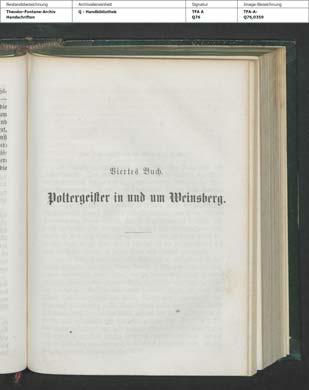 Bestandsbezeichnung Archivalieneinheit Signatur Image-Bezeichnung
Theodor-Fontane-Archiv Q - Handbibliothek TFA A TFA-A:
Handschriften Q76 Q76,0359
Viertes Buch.
Poltergeister in und um Weinsberg.